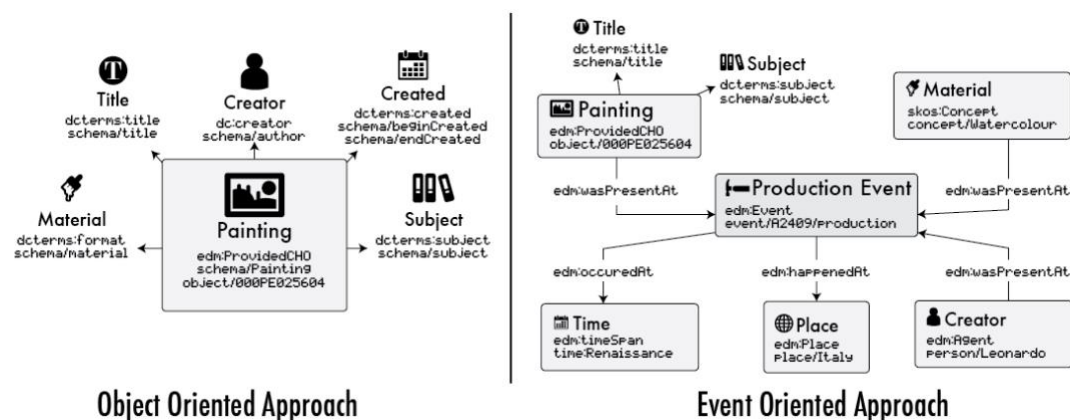 Title
dcterms:title
schema/title
Creator
dc:creator
schema/author
Created
dcterms:created
schema/beginCreated
schema/endCreated
Material
dcterms:format
schema/material
Painting
edm:ProvidedCHO
schema/Painting
object/000PE025604
Subject
dcterms:subject
schema/subject
Object Oriented Approach
Title
dcterms:title
schema/title
Subject
dcterms:subject
schema/subject
Painting
edm:ProvidedCHO
object/000PE025604
Material
skos:Concept
concept/Watercolour
edm:wasPresentAt
edm:wasPresentAt
Production Event
edm:Event
event/A2409/production
edm:occuredAt
edm:happenedAt
edm:wasPresentAt
Time
edm:timeSpan
time:Renaissance
Place
edm:Place
place/Italy
Creator
edm:Agent
person/Leonardo
Event Oriented Approach